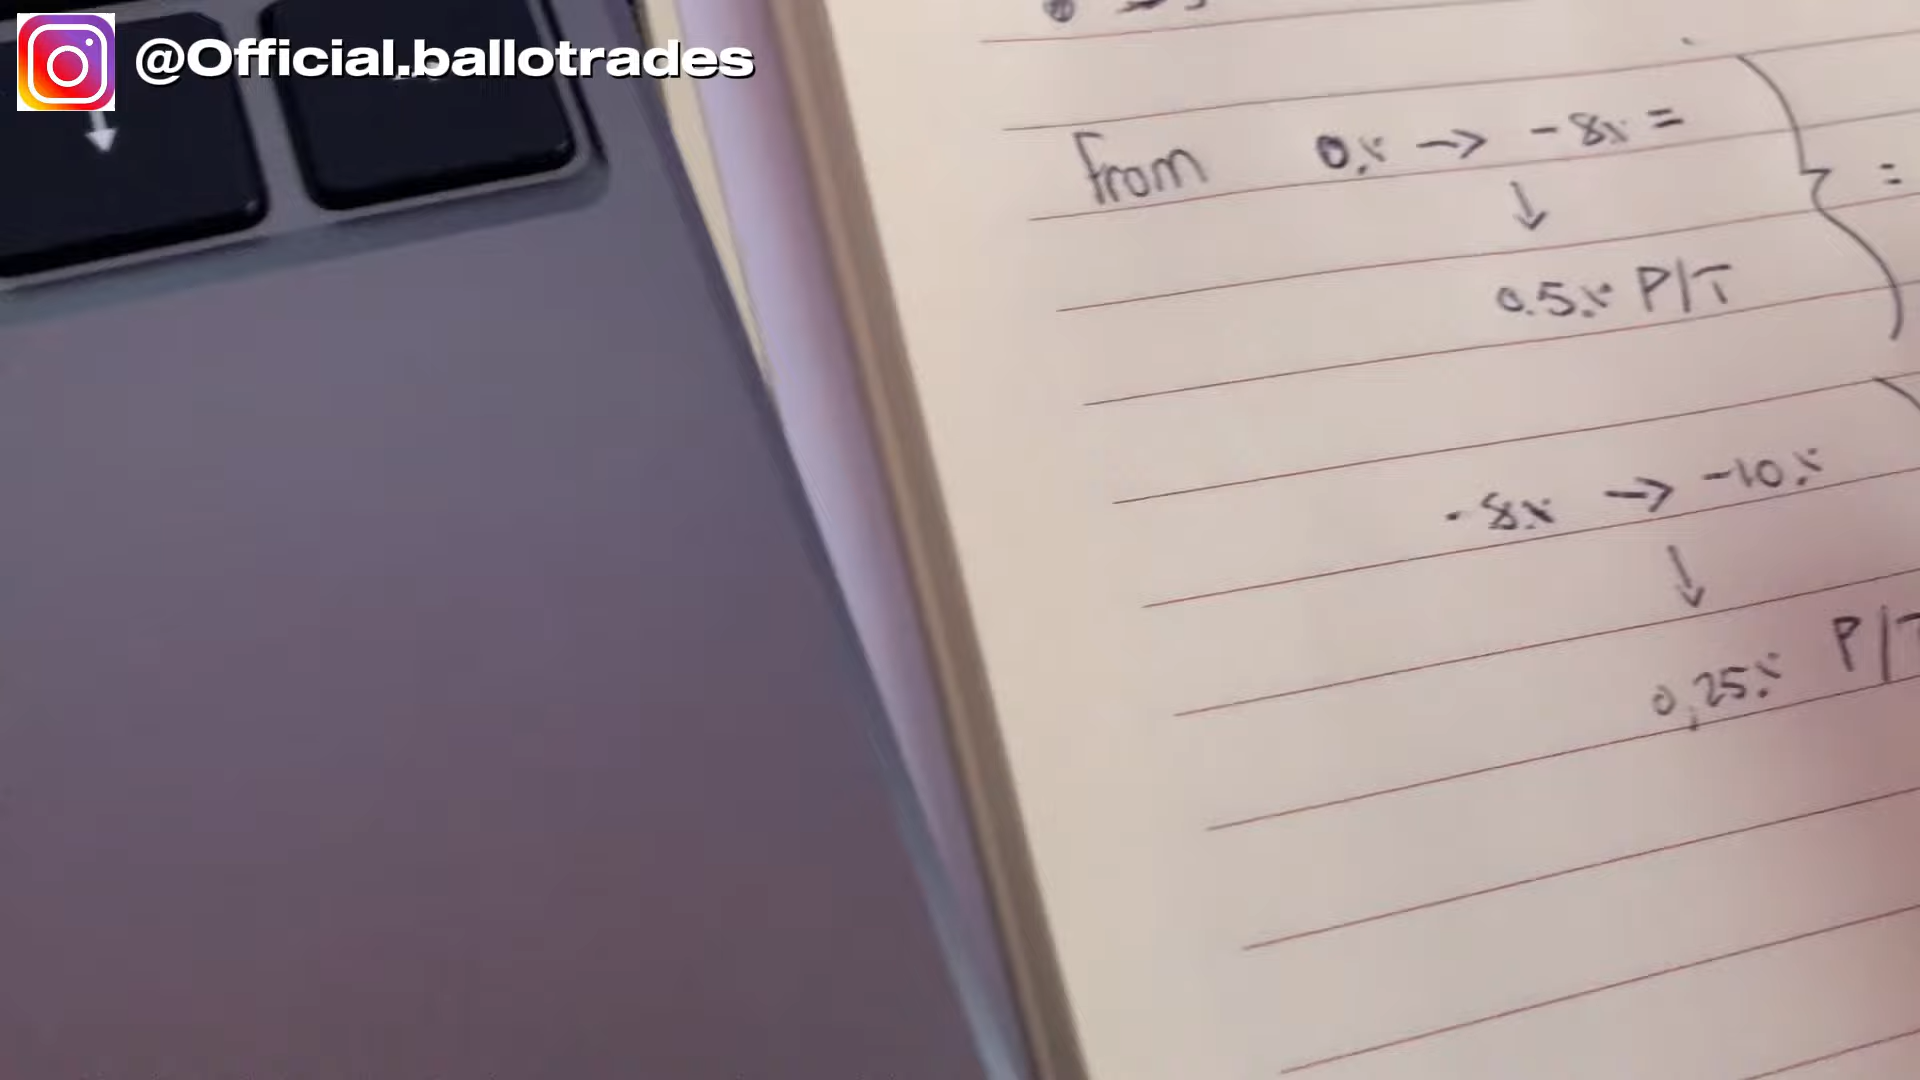 @Official.ballotrades
From 0% → -8% =
↓
0.5% P/T
:
-8% → -10%
↓
0,25% P/T